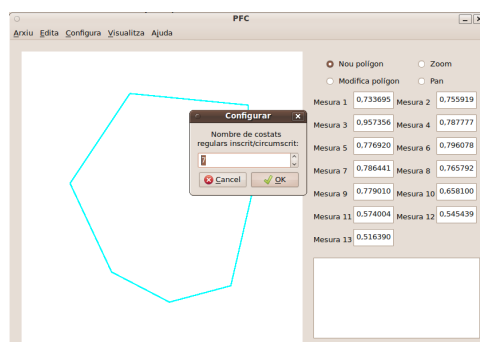 PFC
Arxiu Edita Configura Visualitza Ajuda
Nou polígon Zoom
Modifica polígon Pan
Mesura 1 0,733695 Mesura 2 0,755919
Mesura 3 0,957356 Mesura 4 0,787777
Mesura 5 0,776920 Mesura 6 0,796078
Mesura 7 0,786441 Mesura 8 0,765792
Mesura 9 0,779010 Mesura 10 0,658100
Mesura 11 0,574004 Mesura 12 0,545439
Mesura 13 0,516390
Configurar
Nombre de costats
regulars inscrit/circumscrit:
Cancel OK